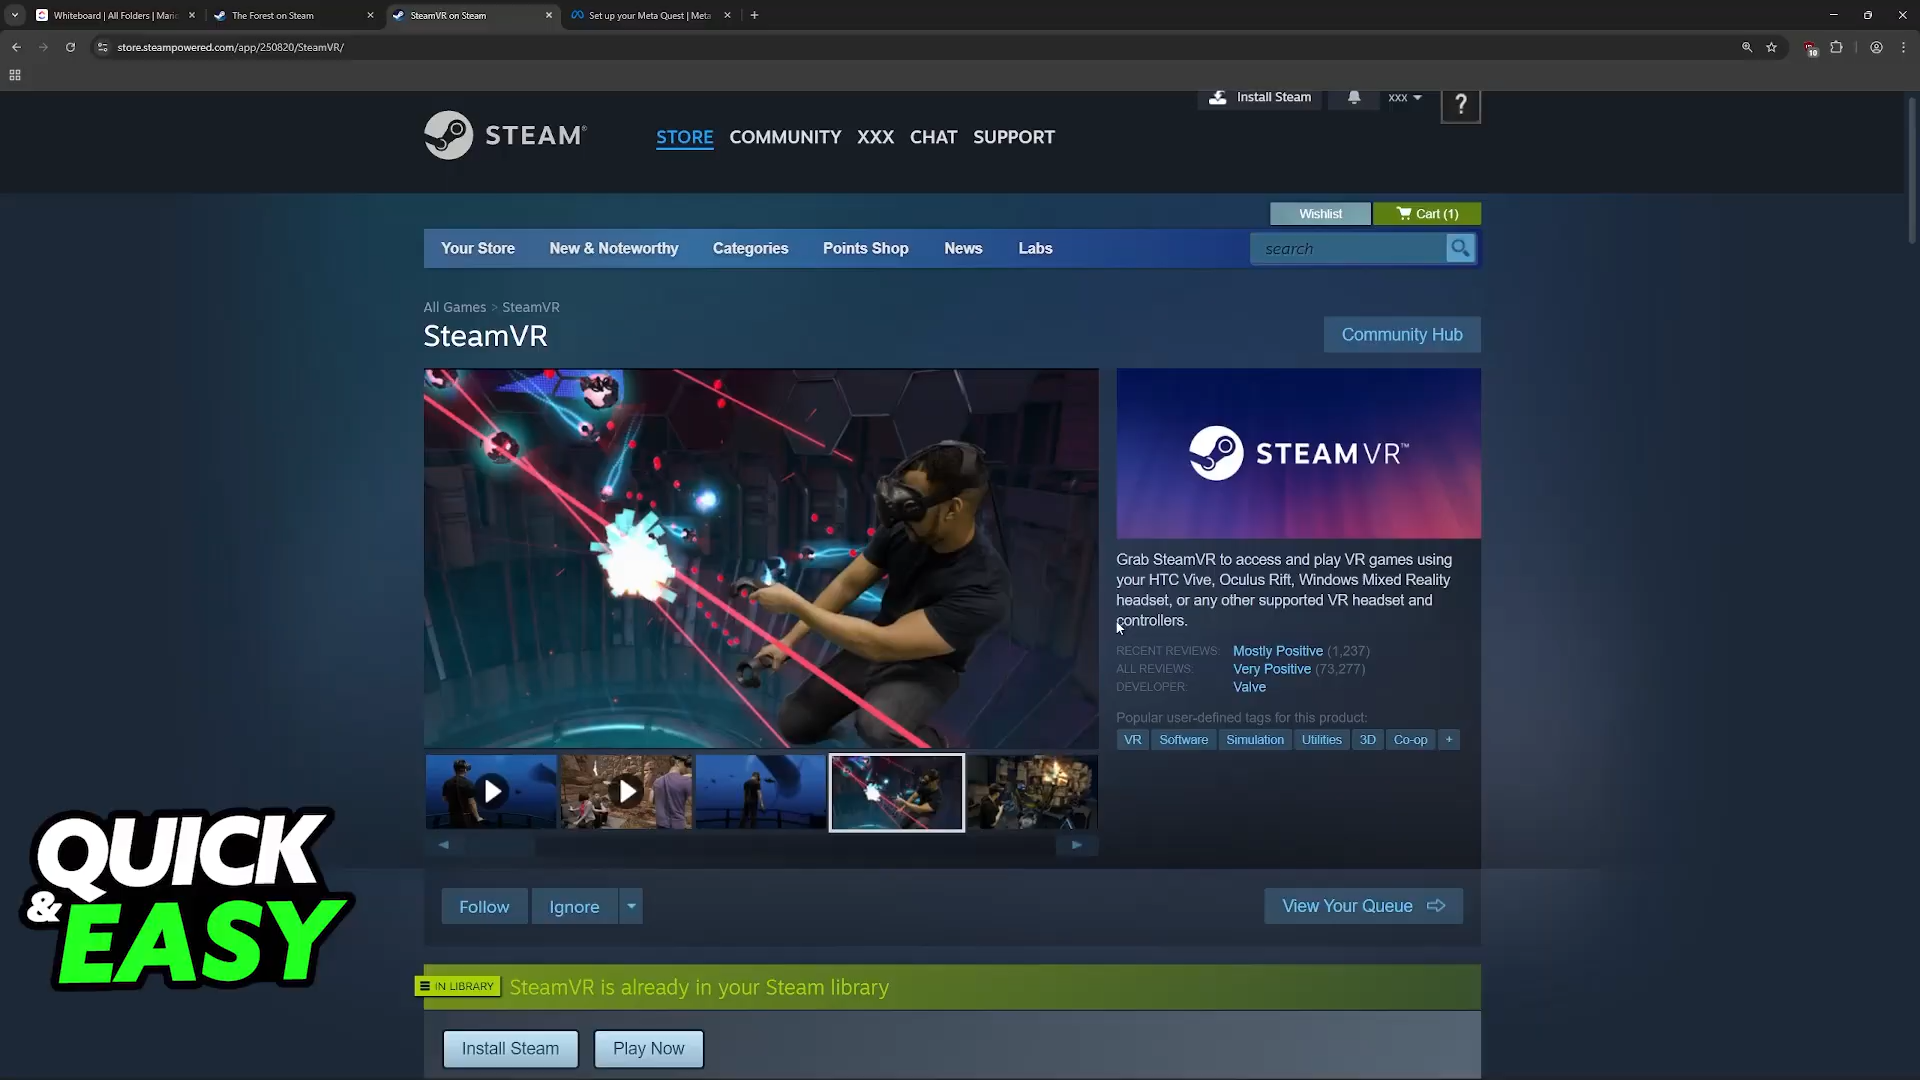 Whiteboard | All Folders | Mario
The Forest on Steam
SteamVR on Steam
Set up your Meta Quest | Meta
store.steampowered.com/app/250820/SteamVR/
10
Install Steam
xxx
?
STEAM®
STORE
COMMUNITY
XXX
CHAT
SUPPORT
Wishlist
Cart (1)
Your Store
New & Noteworthy
Categories
Points Shop
News
Labs
search
All Games > SteamVR
SteamVR
Community Hub
STEAMVR™
Grab SteamVR to access and play VR games using
your HTC Vive, Oculus Rift, Windows Mixed Reality
headset, or any other supported VR headset and
controllers.
RECENT REVIEWS: Mostly Positive (1,237)
ALL REVIEWS: Very Positive (73,277)
DEVELOPER: Valve
Popular user-defined tags for this product:
VR Software Simulation Utilities 3D Co-op +
QUICK
& EASY
Follow
Ignore
View Your Queue
IN LIBRARY
SteamVR is already in your Steam library
Install Steam
Play Now